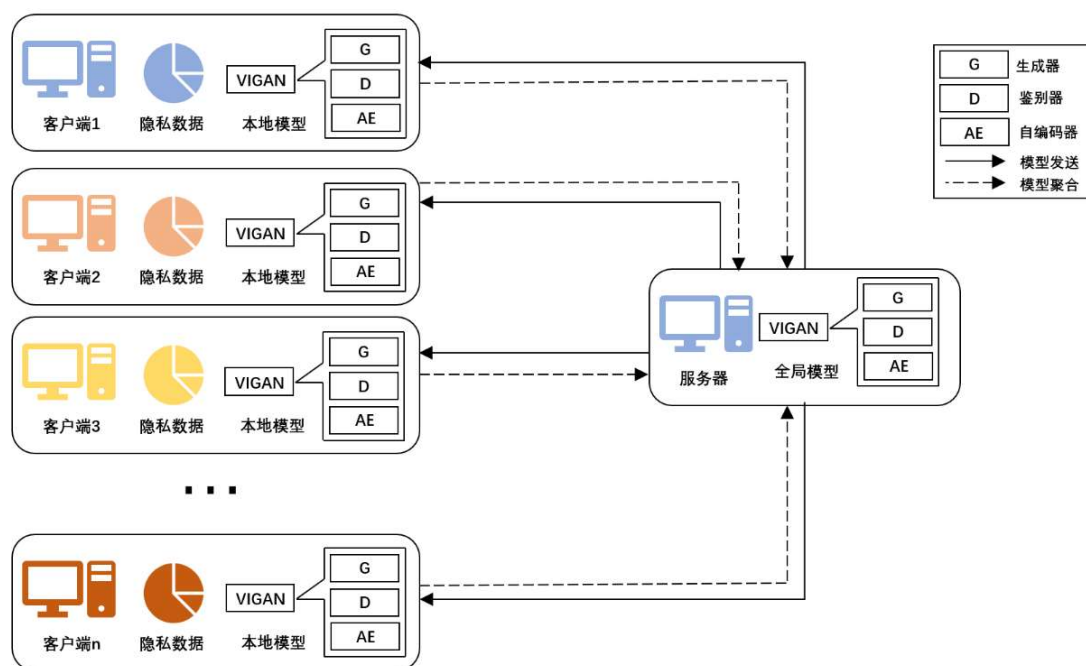 G
VIGAN
D
AE
客户端1 隐私数据 本地模型
G
VIGAN
D
AE
客户端2 隐私数据 本地模型
G
VIGAN
D
AE
客户端3 隐私数据 本地模型
...
G
VIGAN
D
AE
客户端n 隐私数据 本地模型
G
VIGAN
D
AE
服务器 全局模型
G 生成器
D 鉴别器
AE 自编码器
模型发送
模型聚合